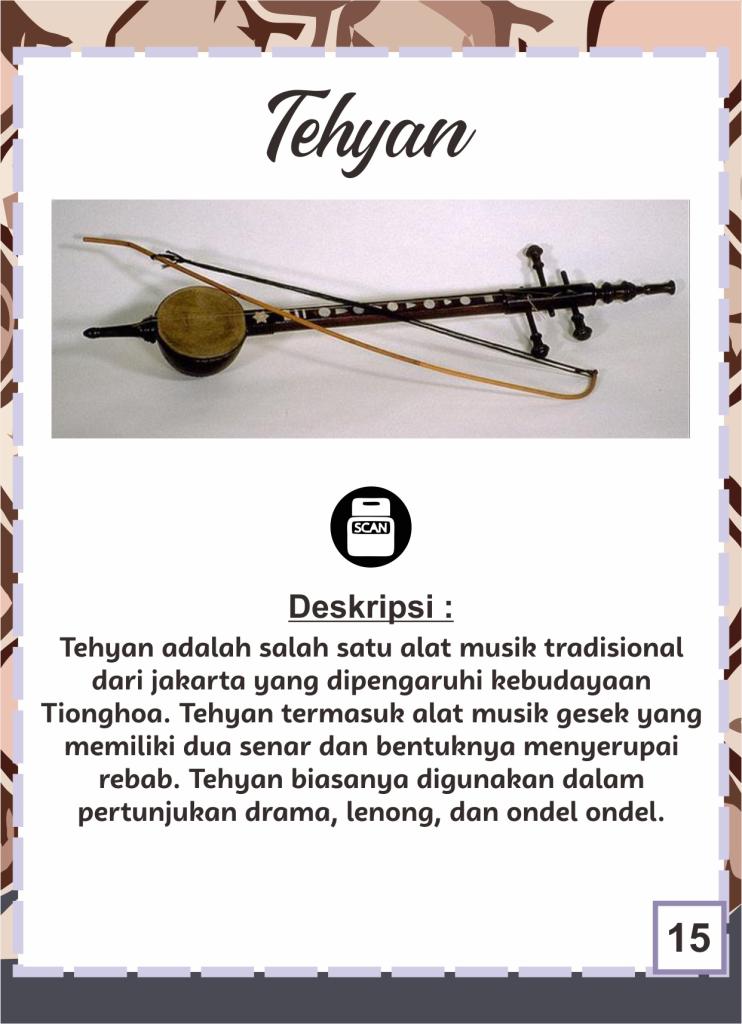 Tehyan
SCAN
Deskripsi :
Tehyan adalah salah satu alat musik tradisional
dari jakarta yang dipengaruhi kebudayaan
Tionghoa. Tehyan termasuk alat musik gesek yang
memiliki dua senar dan bentuknya menyerupai
rebab. Tehyan biasanya digunakan dalam
pertunjukan drama, lenong, dan ondel ondel.
15